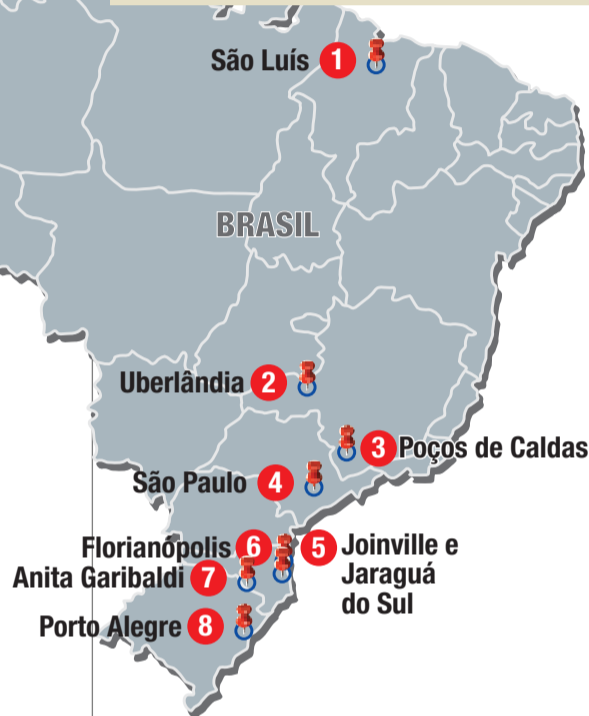 São Luís 1
BRASIL
Uberlândia 2
3 Poços de Caldas
São Paulo 4
Florianópolis 6
5 Joinville e
Jaraguá
do Sul
Anita Garibaldi 7
Porto Alegre 8